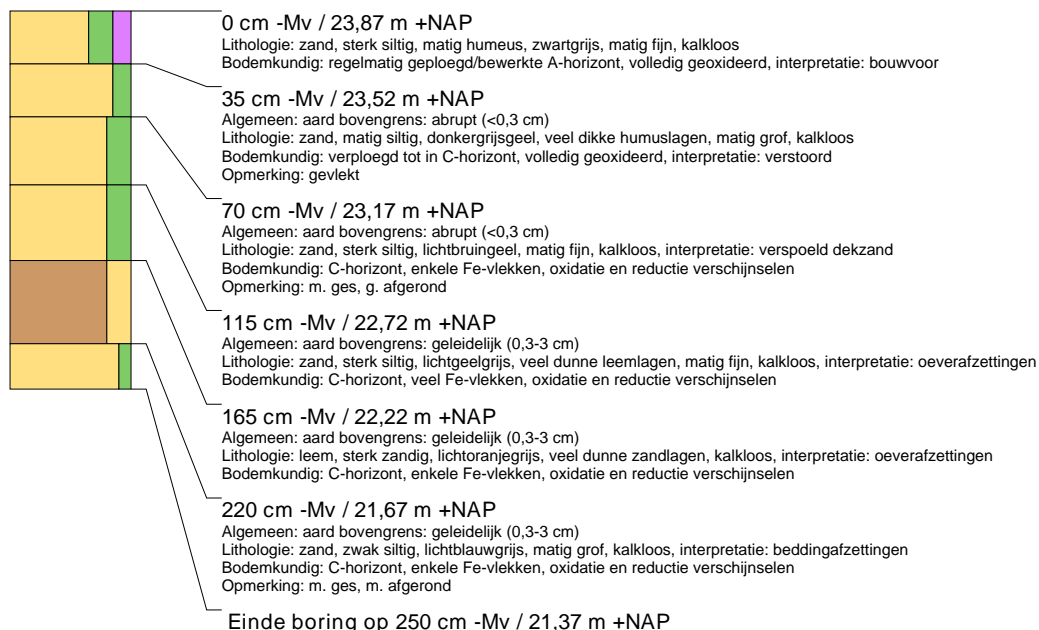 0 cm -Mv / 23,87 m +NAP
Lithologie: zand, sterk siltig, matig humeus, zwartgrijs, matig fijn, kalkloos
Bodemkundig: regelmatig geploegd/bewerkte A-horizont, volledig geoxideerd, interpretatie: bouwvoor
35 cm -Mv / 23,52 m +NAP
Algemeen: aard bovengrens: abrupt (<0,3 cm)
Lithologie: zand, matig siltig, donkergrijsgeel, veel dikke humuslagen, matig grof, kalkloos
Bodemkundig: verploegd tot in C-horizont, volledig geoxideerd, interpretatie: verstoord
Opmerking: gevlekt
70 cm -Mv / 23,17 m +NAP
Algemeen: aard bovengrens: abrupt (<0,3 cm)
Lithologie: zand, sterk siltig, lichtbruingeel, matig fijn, kalkloos, interpretatie: verspoeld dekzand
Bodemkundig: C-horizont, enkele Fe-vlekken, oxidatie en reductie verschijnselen
Opmerking: m. ges, g. afgerond
115 cm -Mv / 22,72 m +NAP
Algemeen: aard bovengrens: geleidelijk (0,3-3 cm)
Lithologie: zand, sterk siltig, lichtgeelgrijs, veel dunne leemlagen, matig fijn, kalkloos, interpretatie: oeverafzettingen
Bodemkundig: C-horizont, veel Fe-vlekken, oxidatie en reductie verschijnselen
165 cm -Mv / 22,22 m +NAP
Algemeen: aard bovengrens: geleidelijk (0,3-3 cm)
Lithologie: leem, sterk zandig, lichtoranjegrijs, veel dunne zandlagen, kalkloos, interpretatie: oeverafzettingen
Bodemkundig: C-horizont, enkele Fe-vlekken, oxidatie en reductie verschijnselen
220 cm -Mv / 21,67 m +NAP
Algemeen: aard bovengrens: geleidelijk (0,3-3 cm)
Lithologie: zand, zwak siltig, lichtblauwgrijs, matig grof, kalkloos, interpretatie: beddingafzettingen
Bodemkundig: C-horizont, enkele Fe-vlekken, oxidatie en reductie verschijnselen
Opmerking: m. ges, m. afgerond
Einde boring op 250 cm -Mv / 21,37 m +NAP